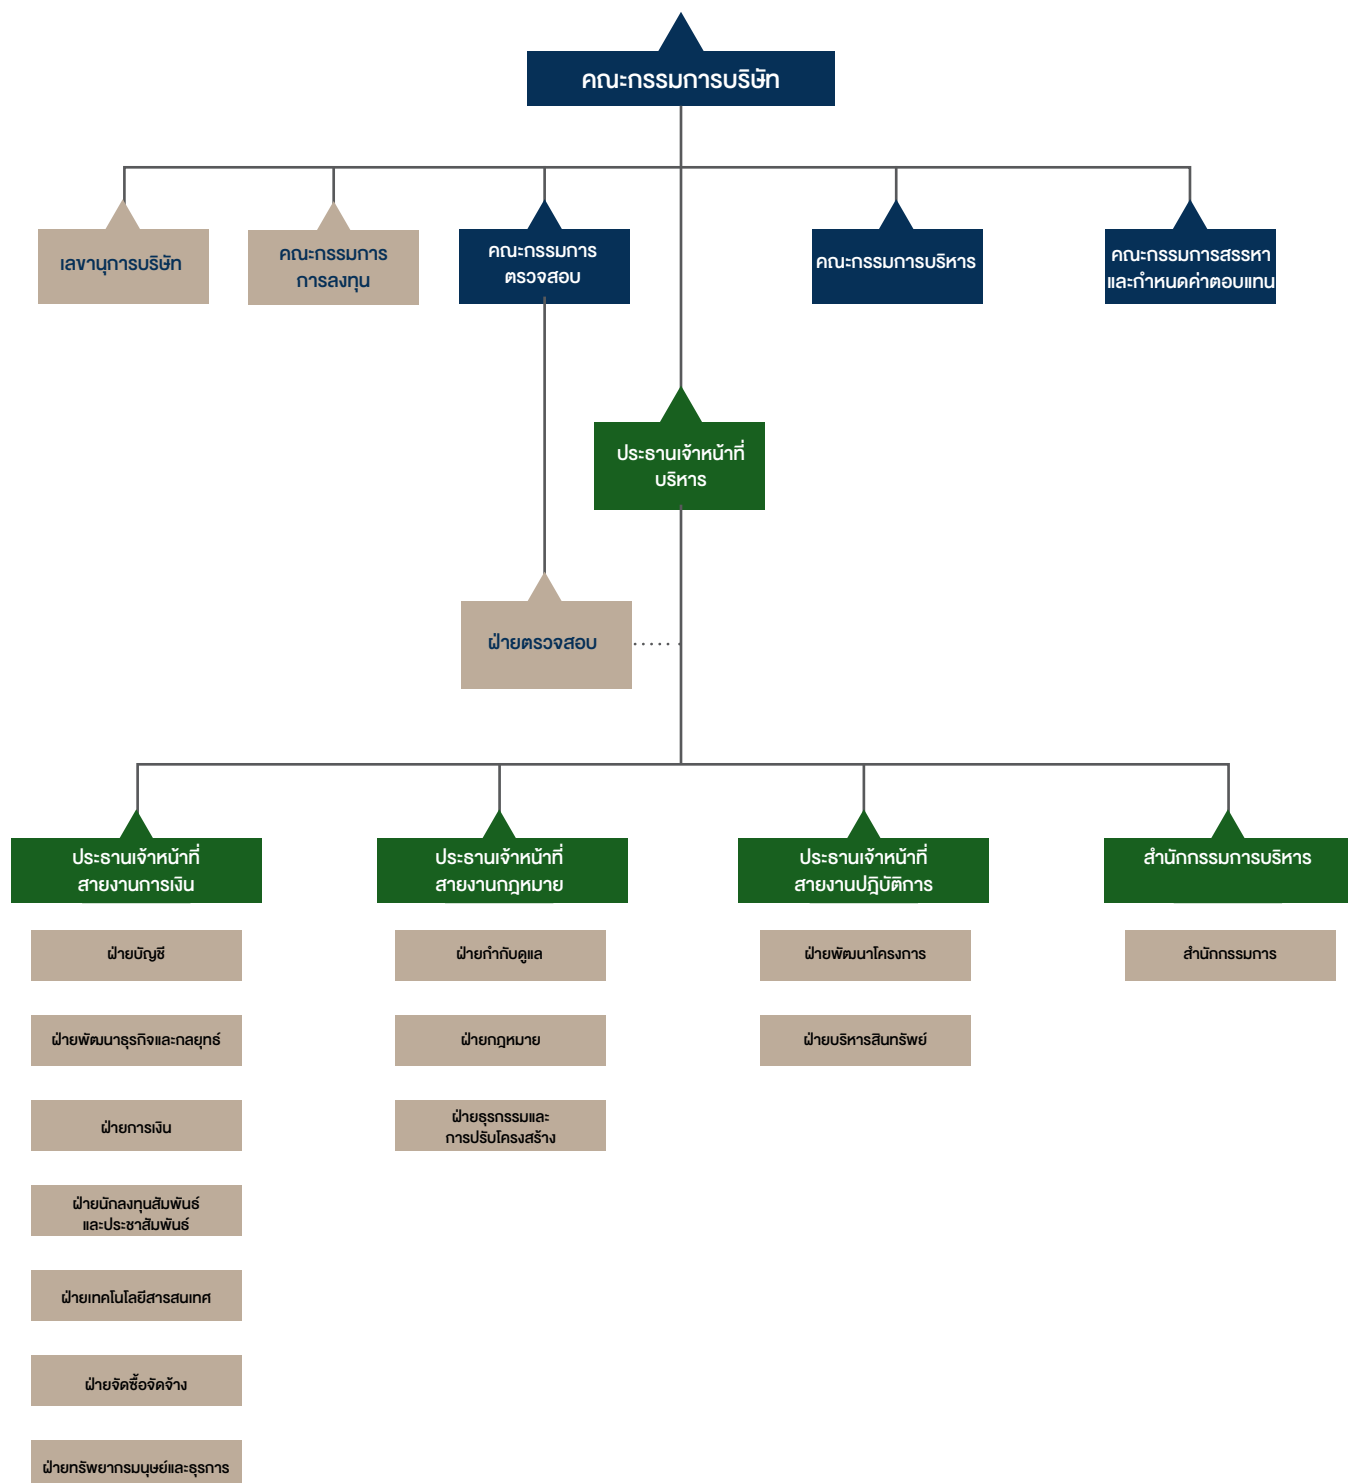 คณะกรรมการบริษัท
เลขานุการบริษัท
คณะกรรมการ
การลงทุน
คณะกรรมการ
ตรวจสอบ
คณะกรรมการบริหาร
คณะกรรมการสรรหา
และกำหนดค่าตอบแทน
ประธานเจ้าหน้าที่
บริหาร
ฝ่ายตรวจสอบ
ประธานเจ้าหน้าที่
สายงานการเงิน
ฝ่ายบัญชี
ฝ่ายพัฒนาธุรกิจและกลยุทธ์
ฝ่ายการเงิน
ฝ่ายนักลงทุนสัมพันธ์
และประชาสัมพันธ์
ฝ่ายเทคโนโลยีสารสนเทศ
ฝ่ายจัดซื้อจัดจ้าง
ฝ่ายทรัพยากรมนุษย์และธุรการ
ประธานเจ้าหน้าที่
สายงานกฎหมาย
ฝ่ายกำกับดูแล
ฝ่ายกฎหมาย
ฝ่ายธุรกรรมและ
การปรับโครงสร้าง
ประธานเจ้าหน้าที่
สายงานปฎิบัติการ
ฝ่ายพัฒนาโครงการ
ฝ่ายบริหารสินทรัพย์
สำนักกรรมการบริหาร
สำนักกรรมการ